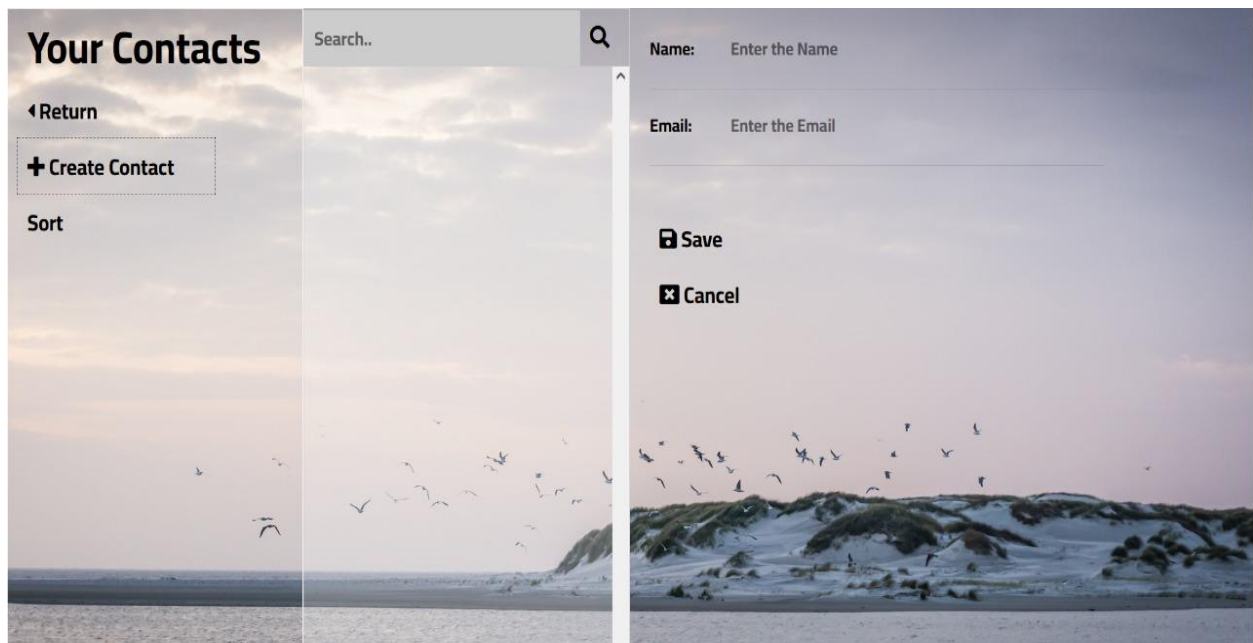 Your Contacts
Return
Create Contact
Sort
Search..
Name: Enter the Name
Email: Enter the Email
Save
Cancel